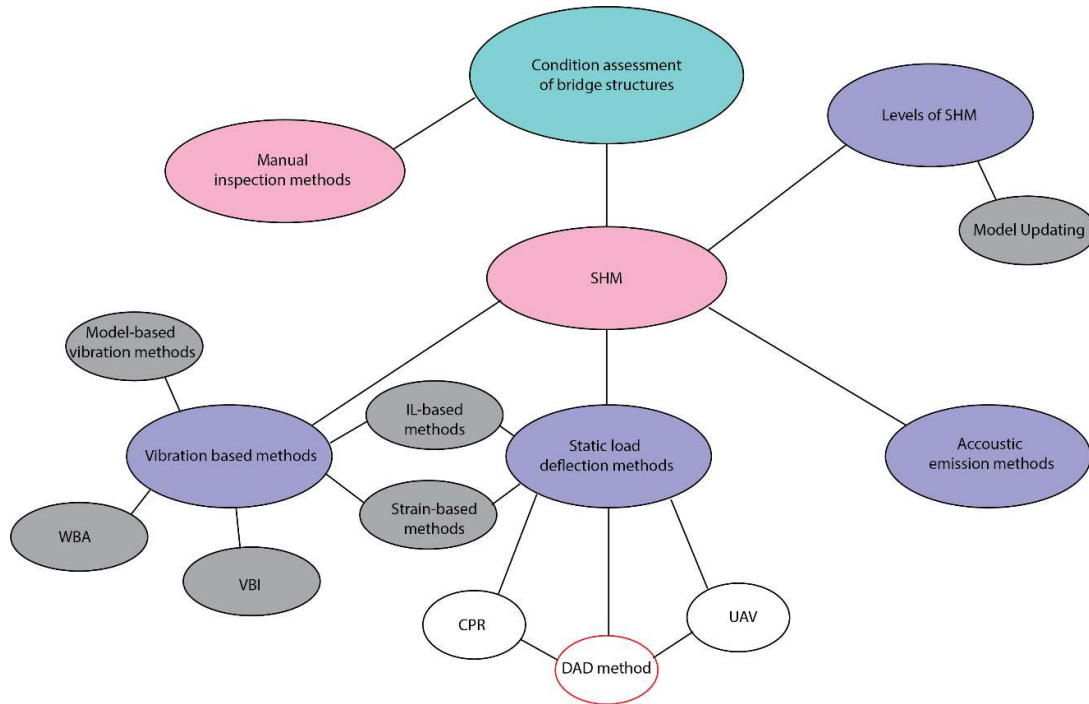 Condition assessment
of bridge structures
Levels of SHM
Manual
inspection methods
Model Updating
SHM
Model-based
vibration methods
IL-based
methods
Vibration based methods
Static load
deflection methods
Accoustic
emission methods
Strain-based
methods
WBA
VBI
CPR
UAV
DAD method